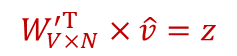 W′ᵀ_{V×N} × v̂ = z